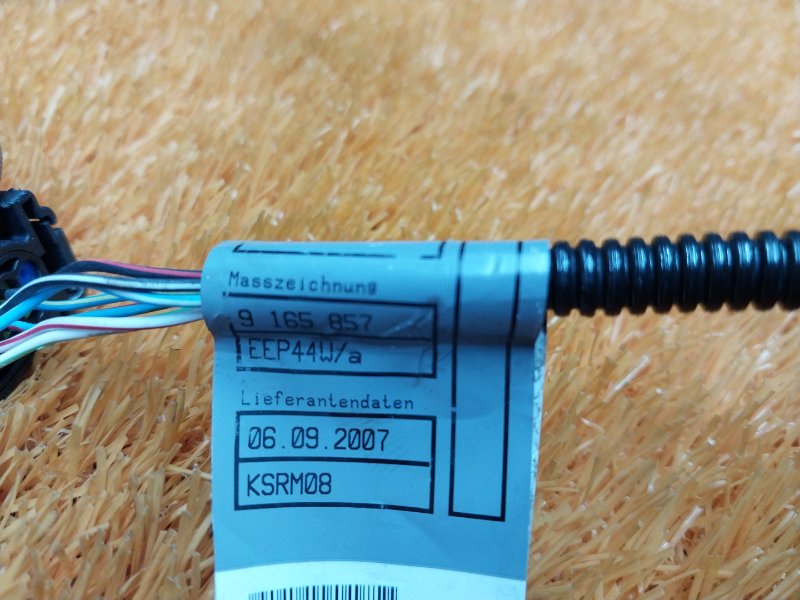 Masszeichnung
9 165 857
EEP44W/a
Lieferantendaten
06.09.2007
KSRM08